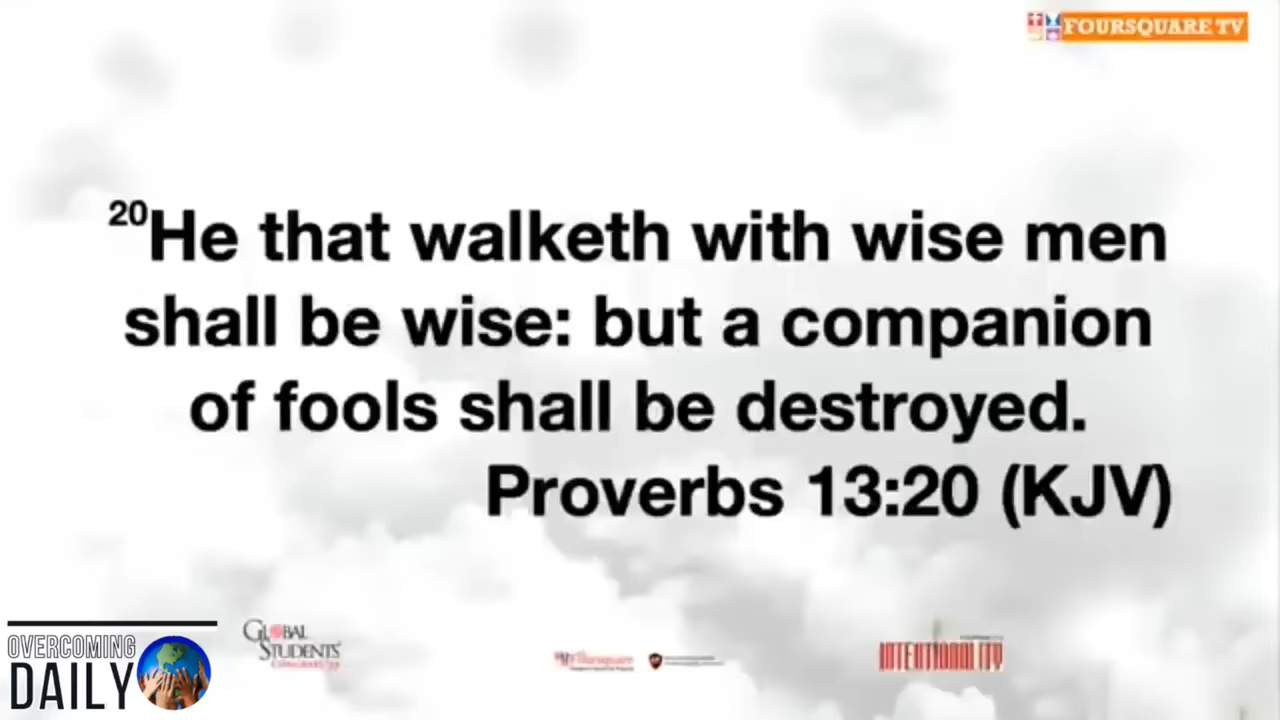 FOURSQUARE TV
20He that walketh with wise men
shall be wise: but a companion
of fools shall be destroyed.
Proverbs 13:20 (KJV)
OVERCOMING
DAILY
GLOBAL
STUDENTS'
Foursquare
INTENTIONALITY